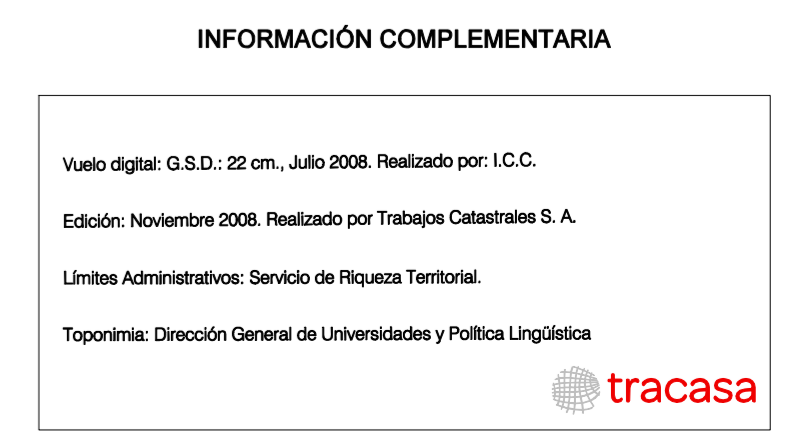 INFORMACIÓN COMPLEMENTARIA
Vuelo digital: G.S.D.: 22 cm., Julio 2008. Realizado por: I.C.C.
Edición: Noviembre 2008. Realizado por Trabajos Catastrales S. A.
Límites Administrativos: Servicio de Riqueza Territorial.
Toponimia: Dirección General de Universidades y Política Lingüística
tracasa